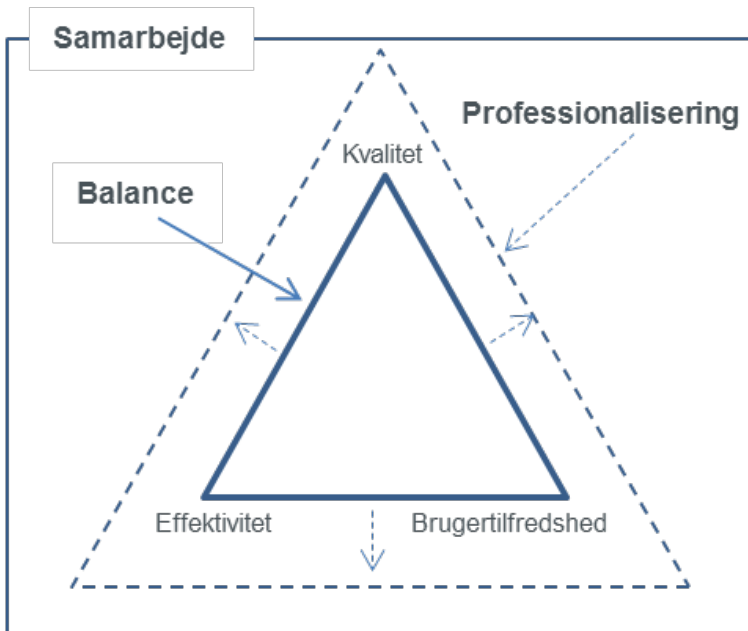 Samarbejde
Professionalisering
Kvalitet
Balance
Effektivitet
Brugertilfredshed